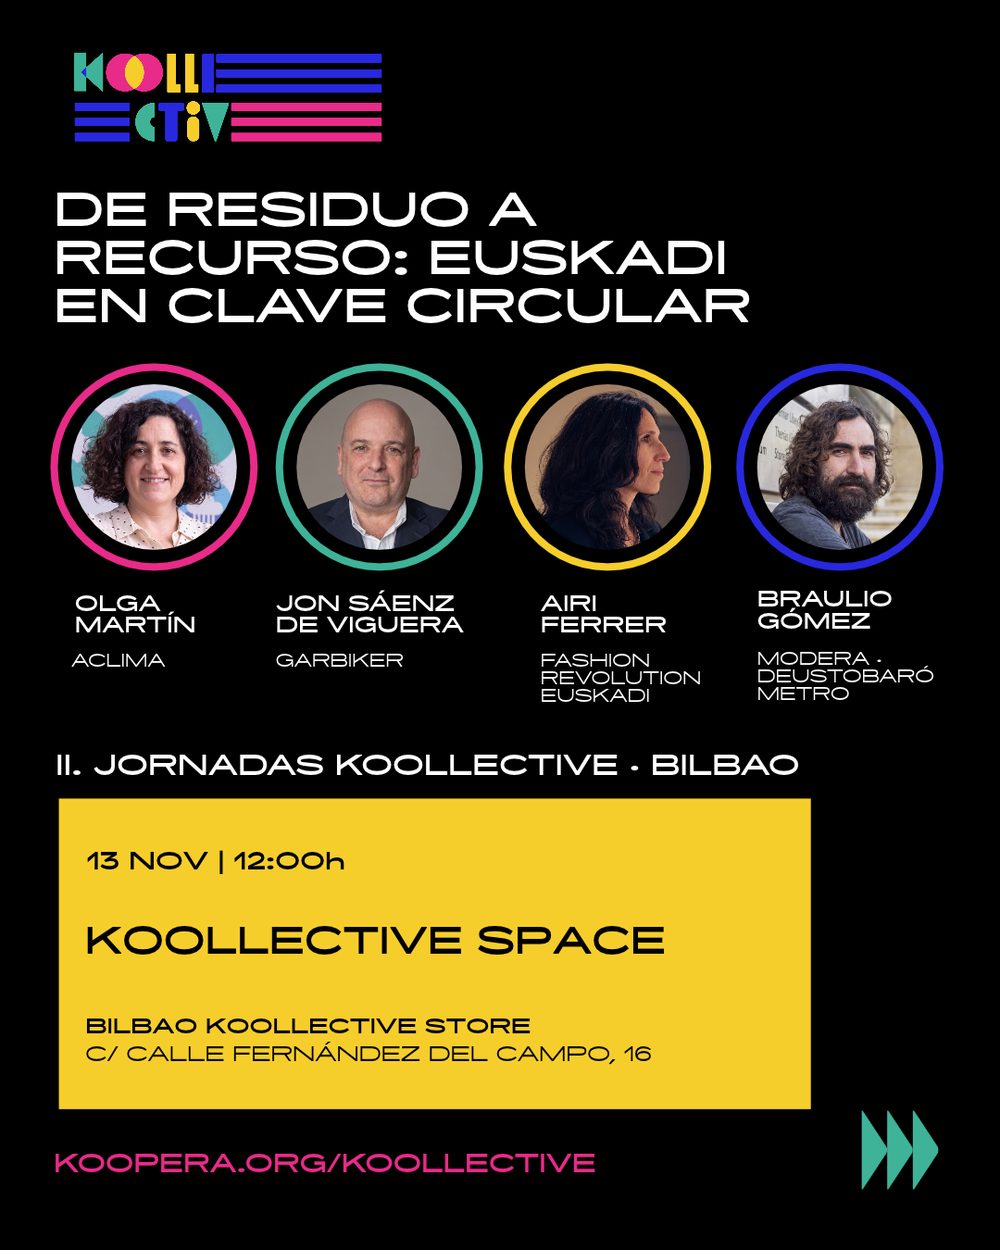 KOOLLE
CTiV
DE RESIDUO A
RECURSO: EUSKADI
EN CLAVE CIRCULAR
OLGA
MARTÍN
ACLIMA
JON SÁENZ
DE VIGUERA
GARBIKER
AIRI
FERRER
FASHION
REVOLUTION
EUSKADI
BRAULIO
GÓMEZ
MODERA ·
DEUSTOBARÓ
METRO
II. JORNADAS KOOLLECTIVE · BILBAO
13 NOV | 12:00h
KOOLLECTIVE SPACE
BILBAO KOOLLECTIVE STORE
C/ CALLE FERNÁNDEZ DEL CAMPO, 16
KOOPERA.ORG/KOOLLECTIVE